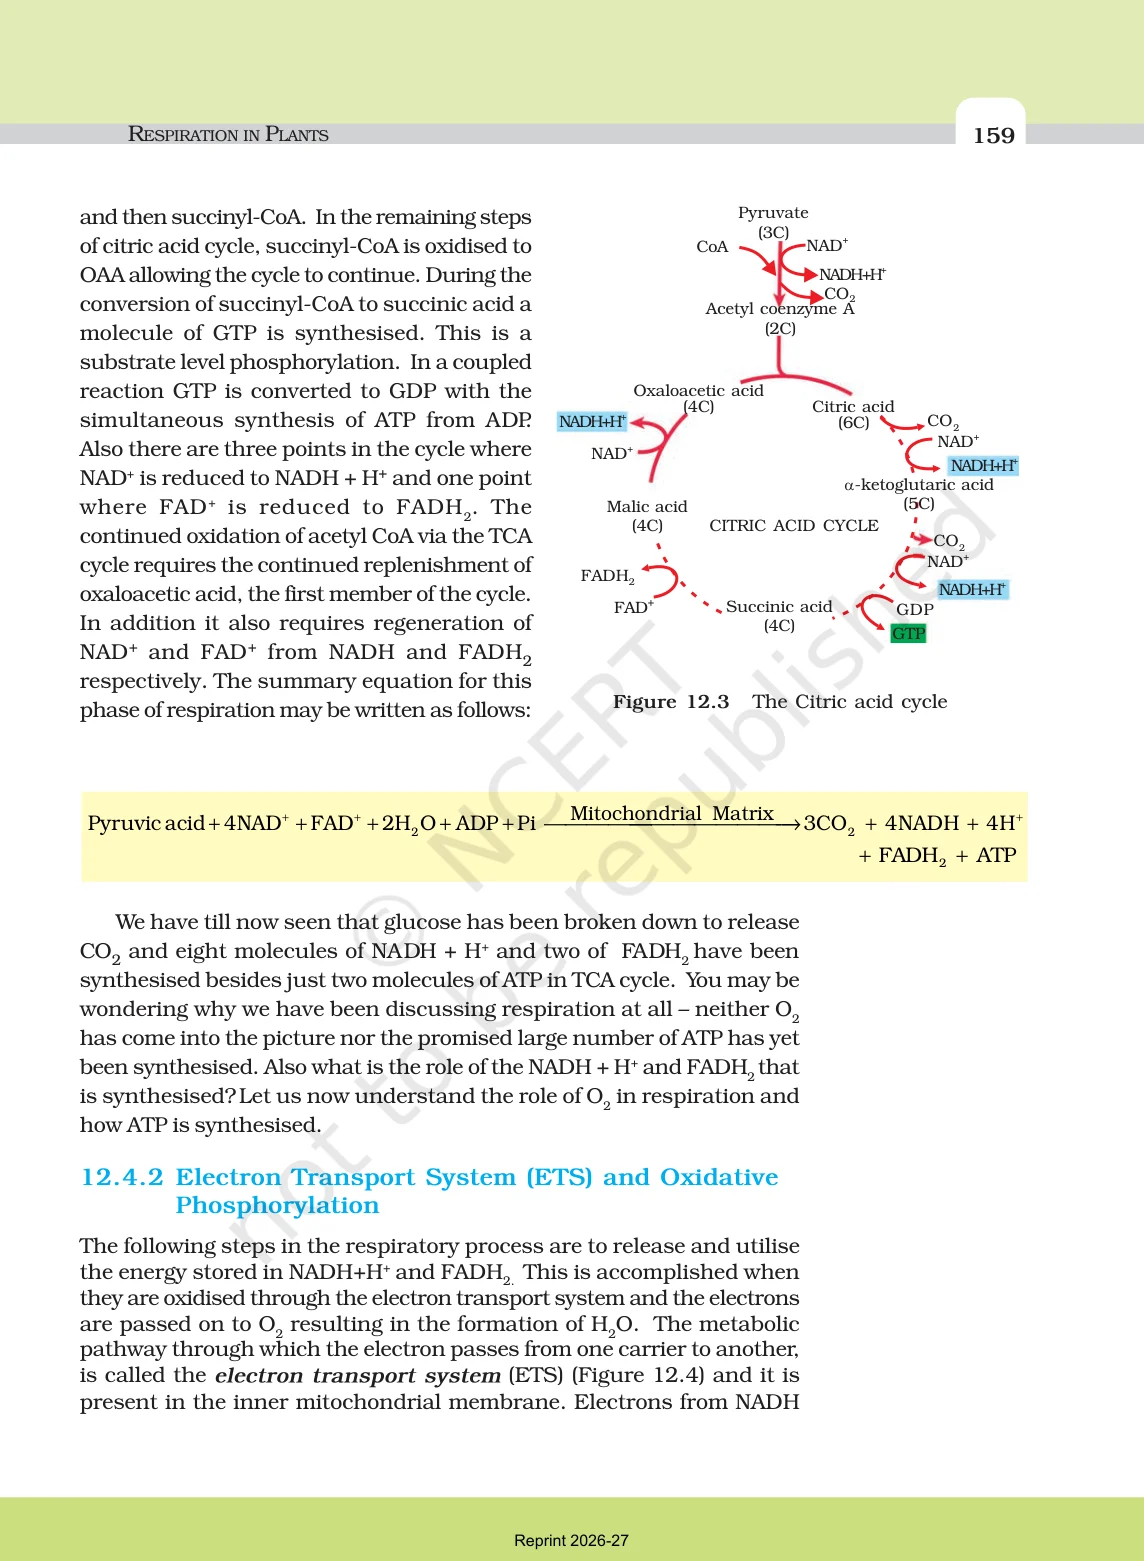 RESPIRATION IN PLANTS
159
and then succinyl-CoA. In the remaining steps
of citric acid cycle, succinyl-CoA is oxidised to
OAA allowing the cycle to continue. During the
conversion of succinyl-CoA to succinic acid a
molecule of GTP is synthesised. This is a
substrate level phosphorylation. In a coupled
reaction GTP is converted to GDP with the
simultaneous synthesis of ATP from ADP.
Also there are three points in the cycle where
NAD⁺ is reduced to NADH + H⁺ and one point
where FAD⁺ is reduced to FADH₂. The
continued oxidation of acetyl CoA via the TCA
cycle requires the continued replenishment of
oxaloacetic acid, the first member of the cycle.
In addition it also requires regeneration of
NAD⁺ and FAD⁺ from NADH and FADH₂
respectively. The summary equation for this
phase of respiration may be written as follows:
Pyruvate
(3C)
CoA
NAD⁺
NADH+H⁺
CO₂
Acetyl coenzyme A
(2C)
Oxaloacetic acid
(4C)
Citric acid
(6C)
NADH+H⁺
NAD⁺
CO₂
NAD⁺
NADH+H⁺
α-ketoglutaric acid
(5C)
Malic acid
(4C)
CITRIC ACID CYCLE
CO₂
NAD⁺
NADH+H⁺
FADH₂
FAD⁺
Succinic acid
(4C)
GDP
GTP
Figure 12.3 The Citric acid cycle
Pyruvic acid + 4NAD⁺ + FAD⁺ + 2H₂O + ADP + Pi Mitochondrial Matrix → 3CO₂ + 4NADH + 4H⁺
+ FADH₂ + ATP
We have till now seen that glucose has been broken down to release
CO₂ and eight molecules of NADH + H⁺ and two of FADH₂ have been
synthesised besides just two molecules of ATP in TCA cycle. You may be
wondering why we have been discussing respiration at all – neither O₂
has come into the picture nor the promised large number of ATP has yet
been synthesised. Also what is the role of the NADH + H⁺ and FADH₂ that
is synthesised? Let us now understand the role of O₂ in respiration and
how ATP is synthesised.
12.4.2 Electron Transport System (ETS) and Oxidative
Phosphorylation
The following steps in the respiratory process are to release and utilise
the energy stored in NADH+H⁺ and FADH₂. This is accomplished when
they are oxidised through the electron transport system and the electrons
are passed on to O₂ resulting in the formation of H₂O. The metabolic
pathway through which the electron passes from one carrier to another,
is called the electron transport system (ETS) (Figure 12.4) and it is
present in the inner mitochondrial membrane. Electrons from NADH
© NCERT
not to be republished
Reprint 2026-27